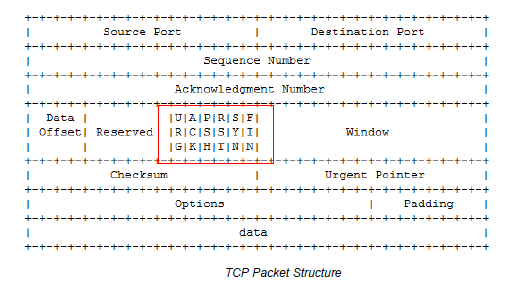 +-+-+-+-+-+-+-+-+-+-+-+-+-+-+-+-+-+-+-+-+-+-+-+-+-+-+-+-+-+-+-+-+
| Source Port | Destination Port |
+-+-+-+-+-+-+-+-+-+-+-+-+-+-+-+-+-+-+-+-+-+-+-+-+-+-+-+-+-+-+-+-+
| Sequence Number |
+-+-+-+-+-+-+-+-+-+-+-+-+-+-+-+-+-+-+-+-+-+-+-+-+-+-+-+-+-+-+-+-+
| Acknowledgment Number |
+-+-+-+-+-+-+-+-+-+-+-+-+-+-+-+-+-+-+-+-+-+-+-+-+-+-+-+-+-+-+-+-+
| Data | |U|A|P|R|S|F| |
| Offset| Reserved |R|C|S|S|Y|I| Window |
| | |G|K|H|T|N|N| |
+-+-+-+-+-+-+-+-+-+-+-+-+-+-+-+-+-+-+-+-+-+-+-+-+-+-+-+-+-+-+-+-+
| Checksum | Urgent Pointer |
+-+-+-+-+-+-+-+-+-+-+-+-+-+-+-+-+-+-+-+-+-+-+-+-+-+-+-+-+-+-+-+-+
| Options | Padding |
+-+-+-+-+-+-+-+-+-+-+-+-+-+-+-+-+-+-+-+-+-+-+-+-+-+-+-+-+-+-+-+-+
| data |
+-+-+-+-+-+-+-+-+-+-+-+-+-+-+-+-+-+-+-+-+-+-+-+-+-+-+-+-+-+-+-+-+
TCP Packet Structure